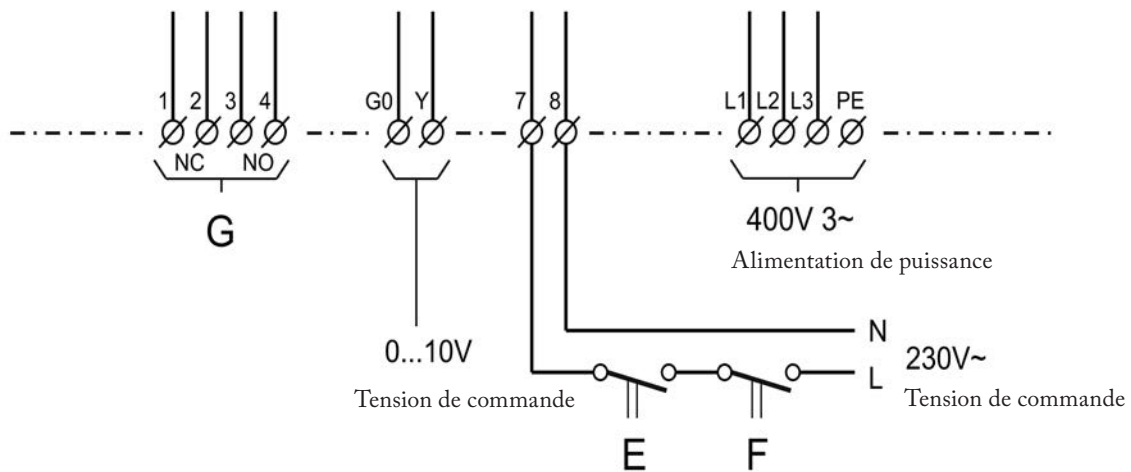 1 2 3 4 G0 Y 7 8 L1 L2 L3 PE
NC NO
G
400V 3~
Alimentation de puissance
N
0...10V
230V~
L
Tension de commande
Tension de commande
E F